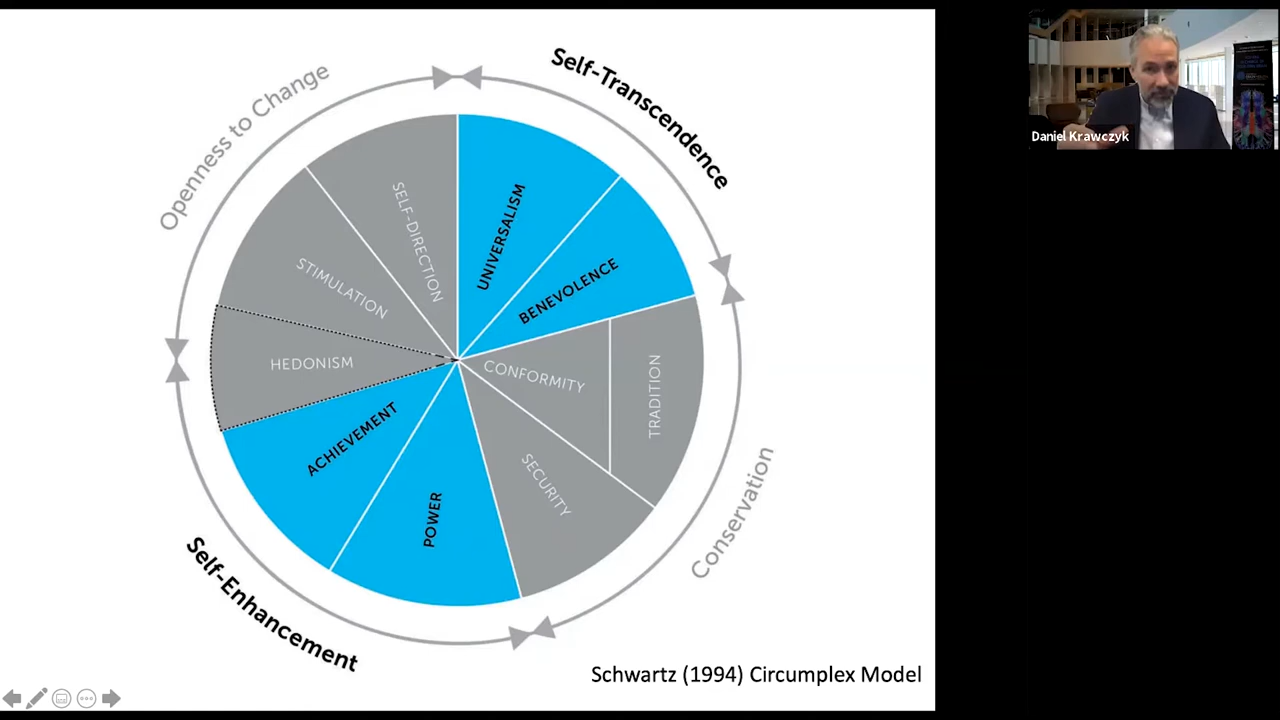 Self-Transcendence
Openness to Change
SELF-DIRECTION
UNIVERSALISM
STIMULATION
BENEVOLENCE
HEDONISM
CONFORMITY
TRADITION
ACHIEVEMENT
SECURITY
POWER
Conservation
Self-Enhancement
Schwartz (1994) Circumplex Model
Daniel Krawczyk